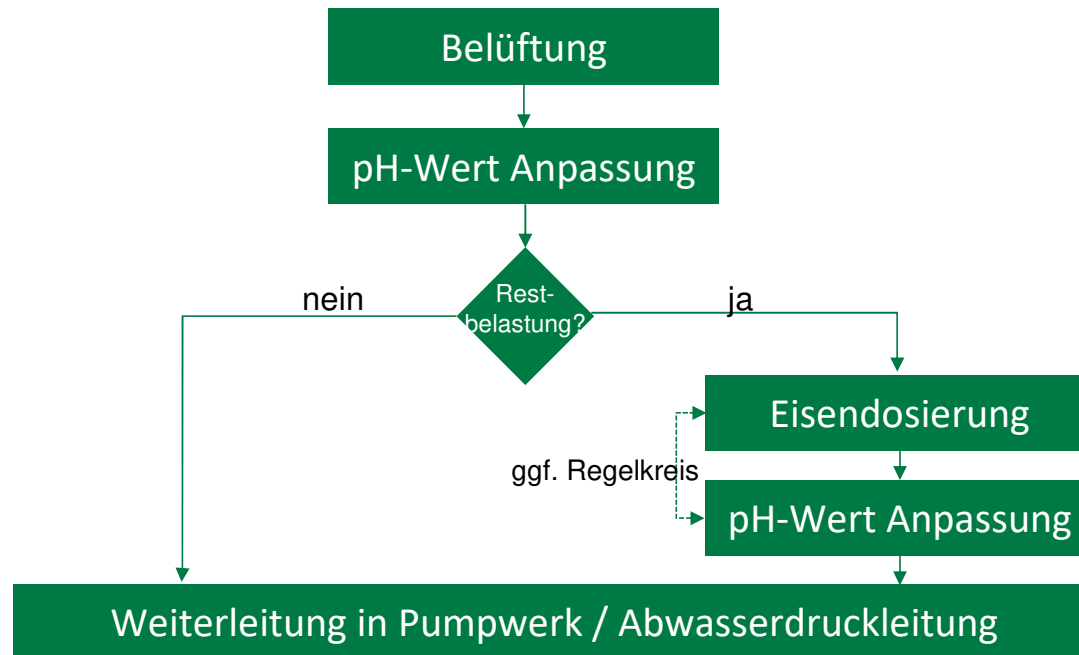 Belüftung
pH-Wert Anpassung
nein
Rest-
belastung?
ja
Eisendosierung
ggf. Regelkreis
pH-Wert Anpassung
Weiterleitung in Pumpwerk / Abwasserdruckleitung